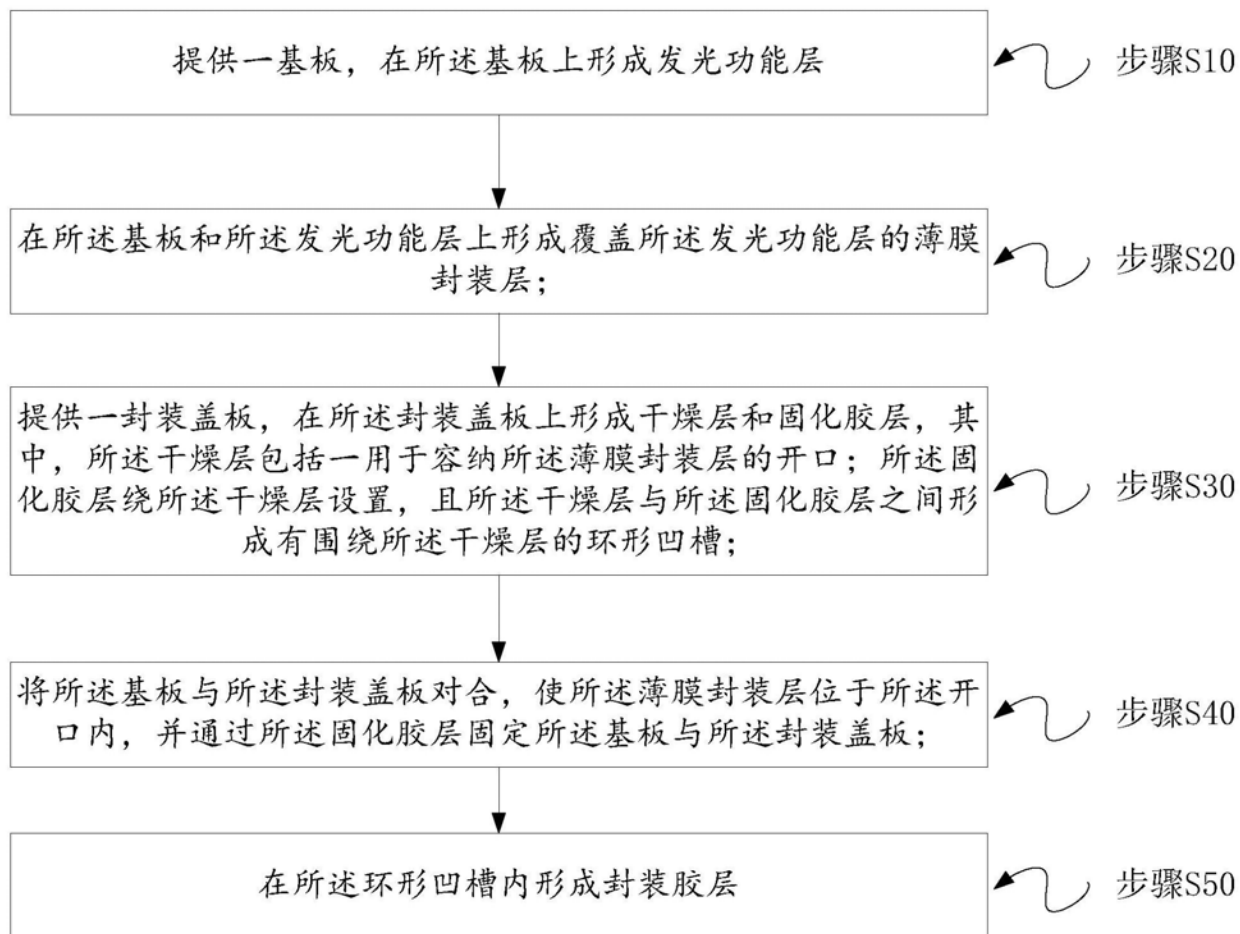 提供一基板，在所述基板上形成发光功能层
步骤S10
在所述基板和所述发光功能层上形成覆盖所述发光功能层的薄膜
封装层；
步骤S20
提供一封装盖板，在所述封装盖板上形成干燥层和固化胶层，其
中，所述干燥层包括一用于容纳所述薄膜封装层的开口；所述固
化胶层绕所述干燥层设置，且所述干燥层与所述固化胶层之间形
成有围绕所述干燥层的环形凹槽；
步骤S30
将所述基板与所述封装盖板对合，使所述薄膜封装层位于所述开
口内，并通过所述固化胶层固定所述基板与所述封装盖板；
步骤S40
在所述环形凹槽内形成封装胶层
步骤S50